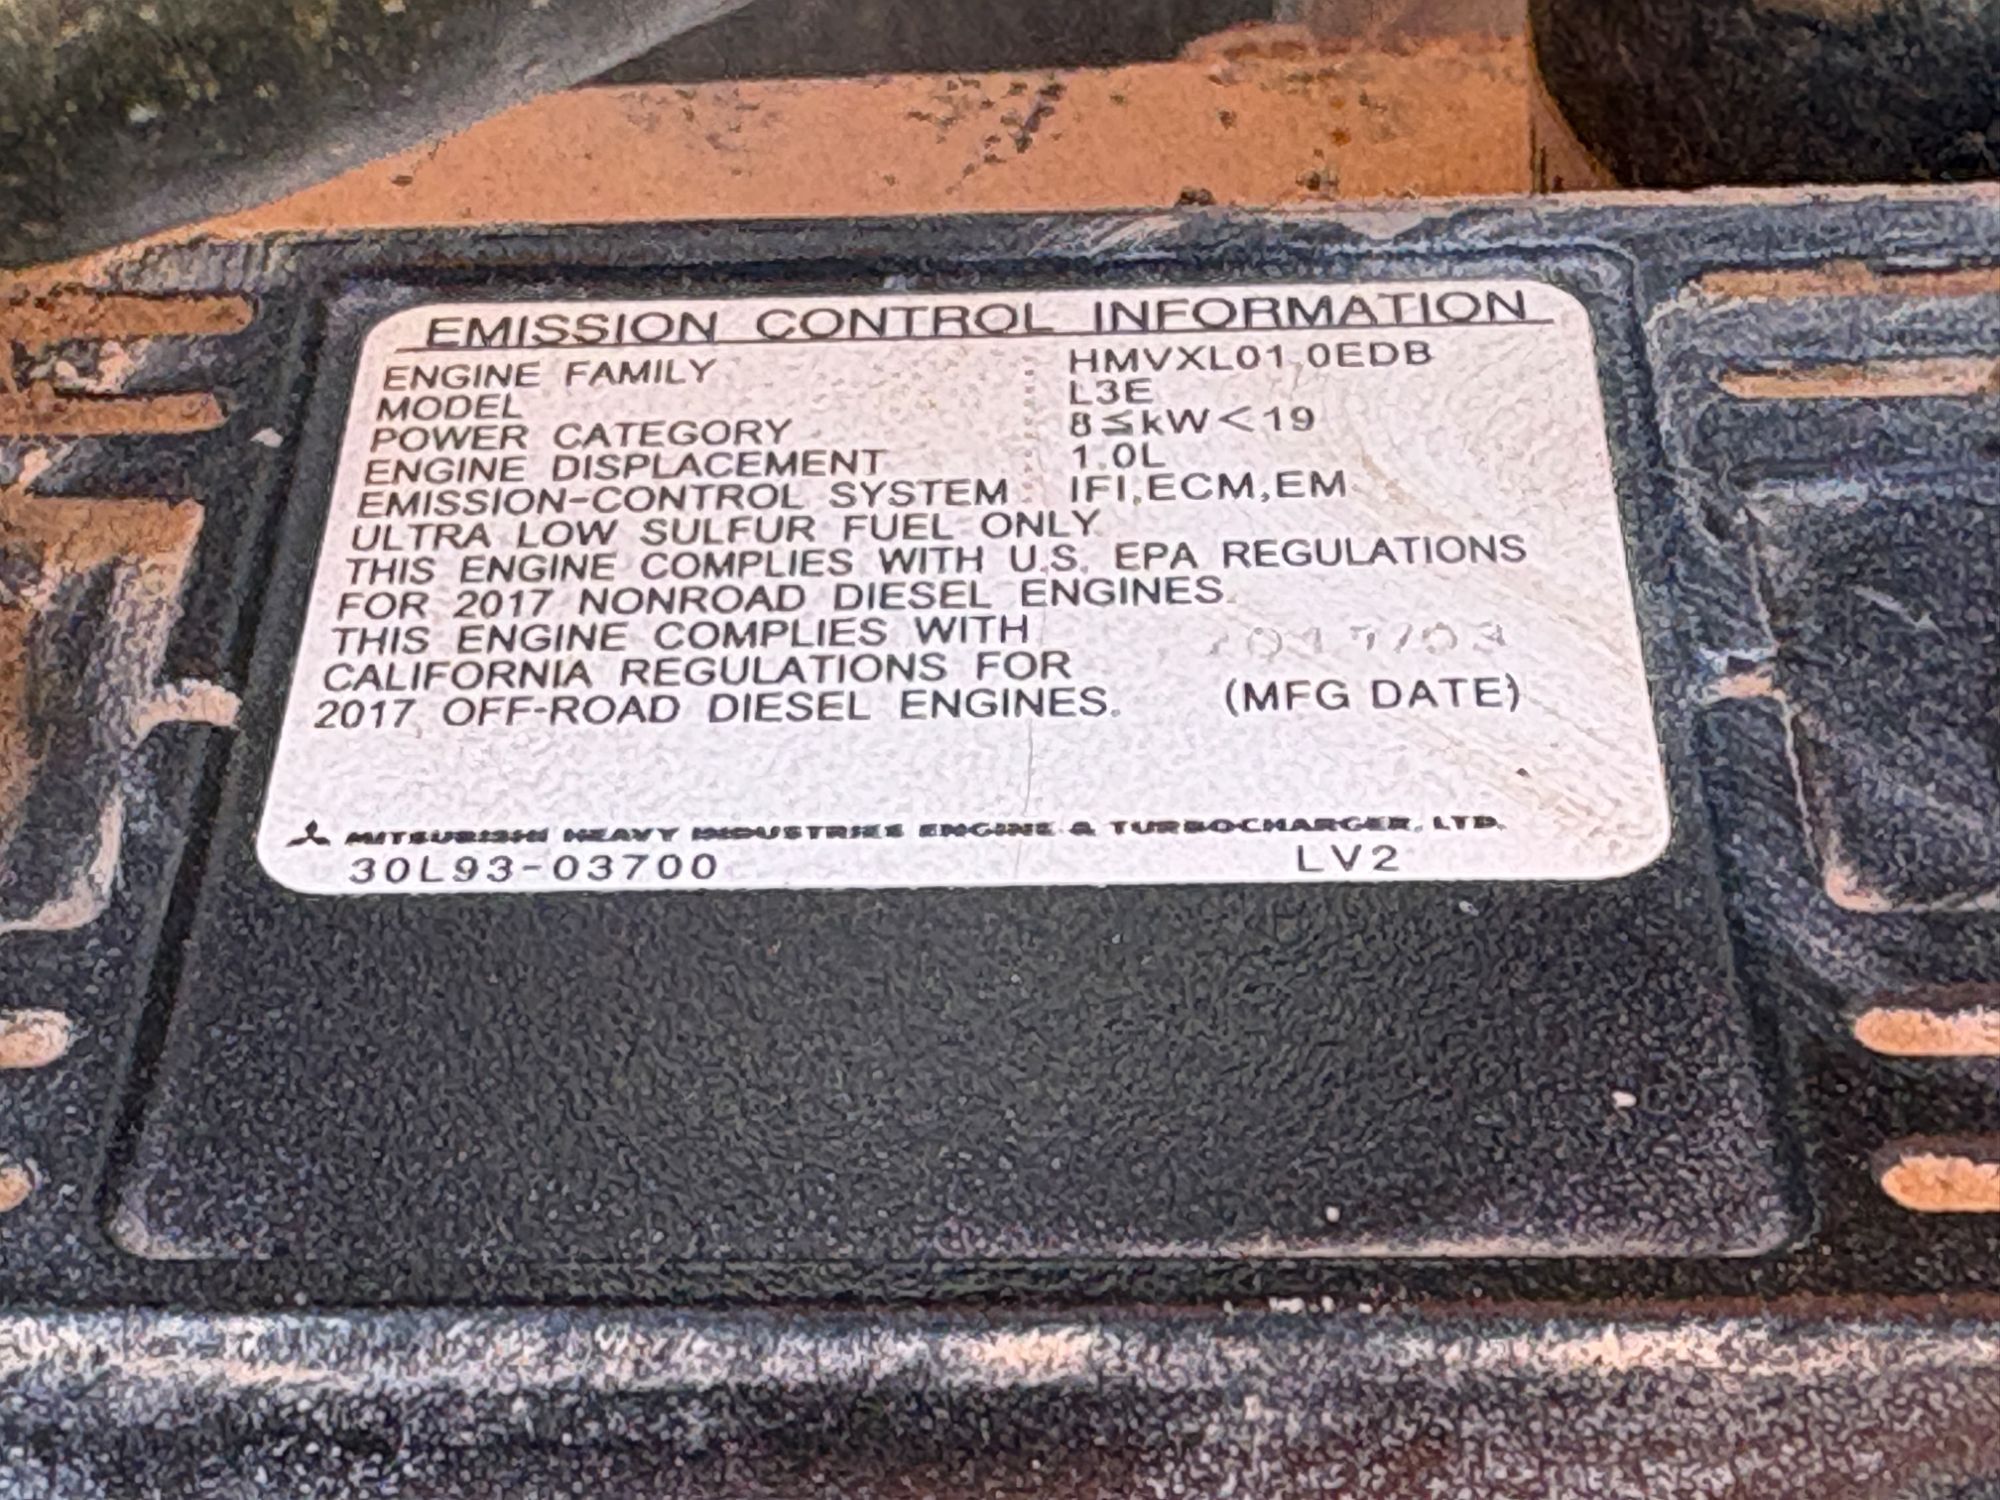 EMISSION CONTROL INFORMATION
ENGINE FAMILY : HMVXL01.0EDB
MODEL : L3E
POWER CATEGORY : 8≤kW<19
ENGINE DISPLACEMENT : 1.0L
EMISSION-CONTROL SYSTEM : IFI,ECM,EM
ULTRA LOW SULFUR FUEL ONLY
THIS ENGINE COMPLIES WITH U.S. EPA REGULATIONS
FOR 2017 NONROAD DIESEL ENGINES.
THIS ENGINE COMPLIES WITH
CALIFORNIA REGULATIONS FOR
2017 OFF-ROAD DIESEL ENGINES. (MFG DATE)
MITSUBISHI HEAVY INDUSTRIES ENGINE & TURBOCHARGER, LTD.
30L93-03700 LV2